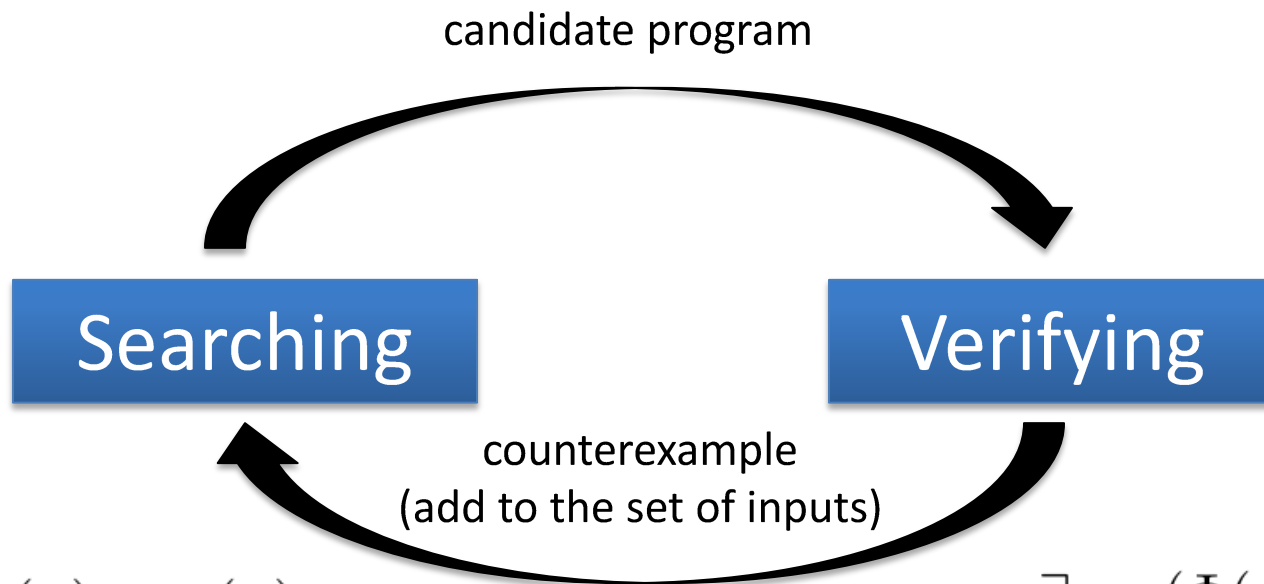 candidate program
Searching
Verifying
counterexample
(add to the set of inputs)